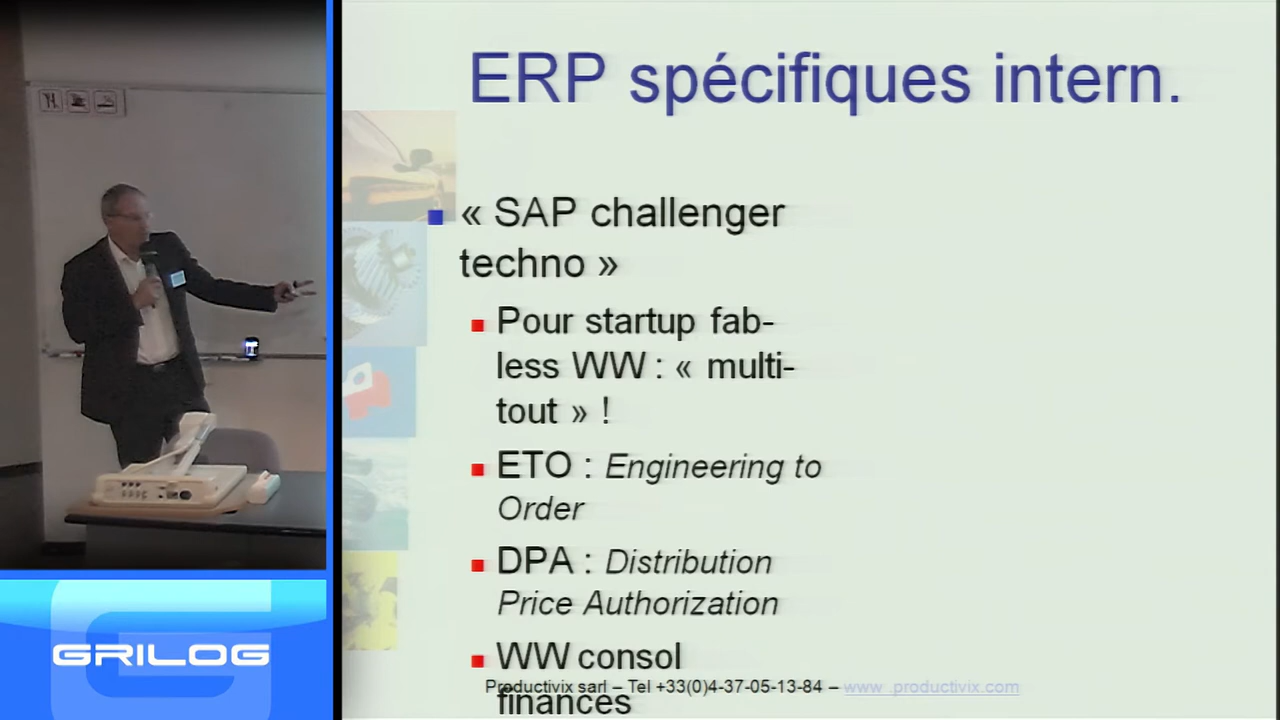 ERP spécifiques intern.
« SAP challenger
techno »
Pour startup fab-
less WW : « multi-
tout » !
ETO : Engineering to
Order
DPA : Distribution
Price Authorization
WW consol
finances
Productivix sarl – Tel +33(0)4-37-05-13-84 – www .productivix.com
GRILOG